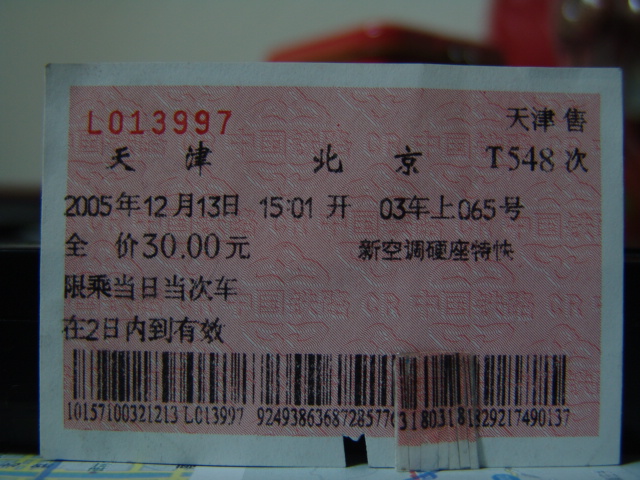 L013997 天津 售
天 津 北 京 T548次
2005年12月13日 15:01 开 03车上065号
全 价30.00元 新空调硬座特快
限乘当日当次车
在2日内到有效
10157100321213 L013997